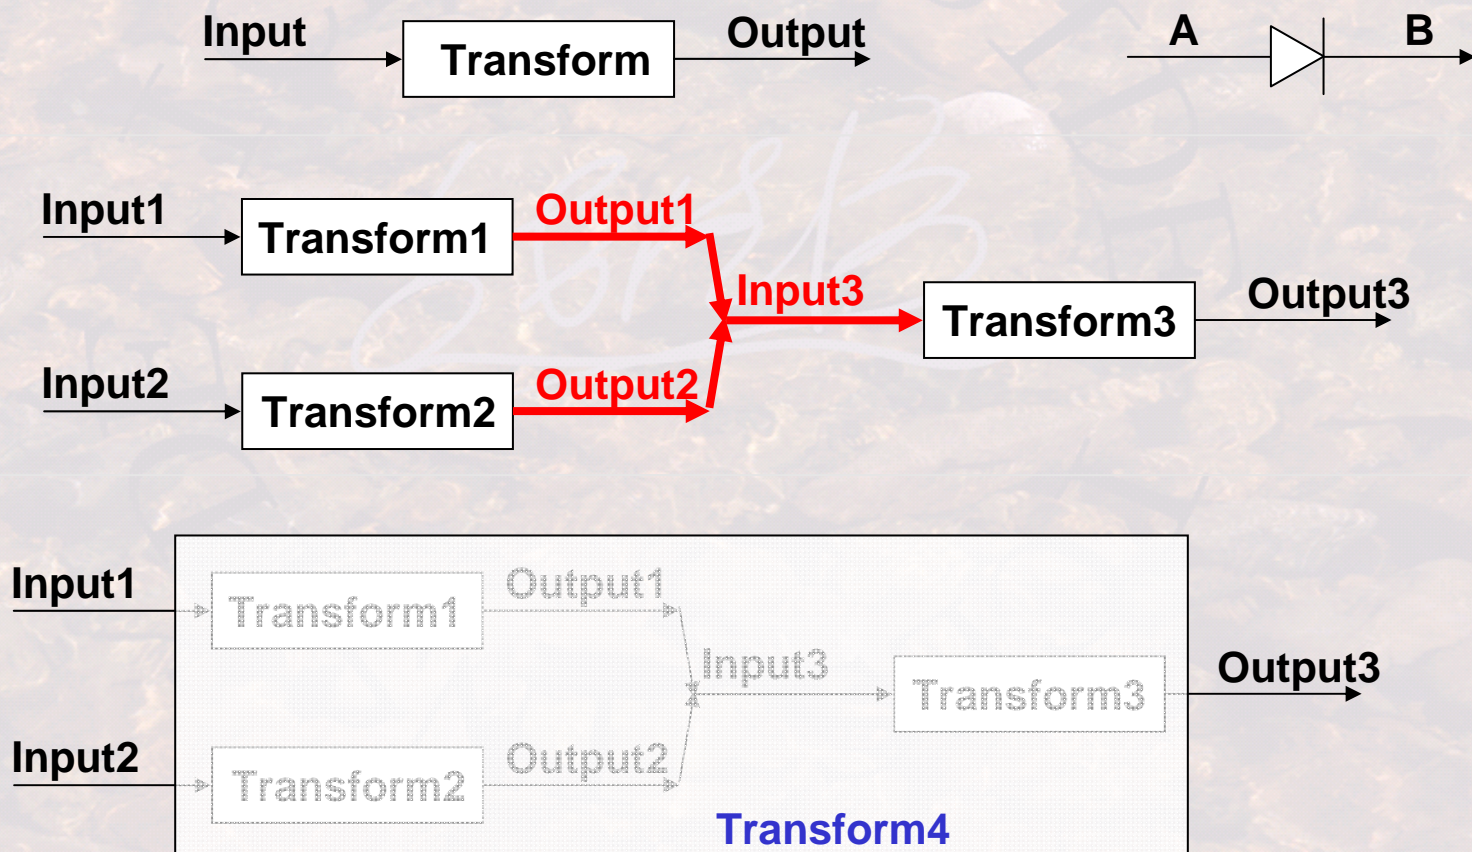 Input
Transform
Output
A
B
Input1
Transform1
Output1
Input3
Transform3
Output3
Input2
Transform2
Output2
Input1
Transform1
Output1
Input3
Transform3
Output3
Input2
Transform2
Output2
Transform4